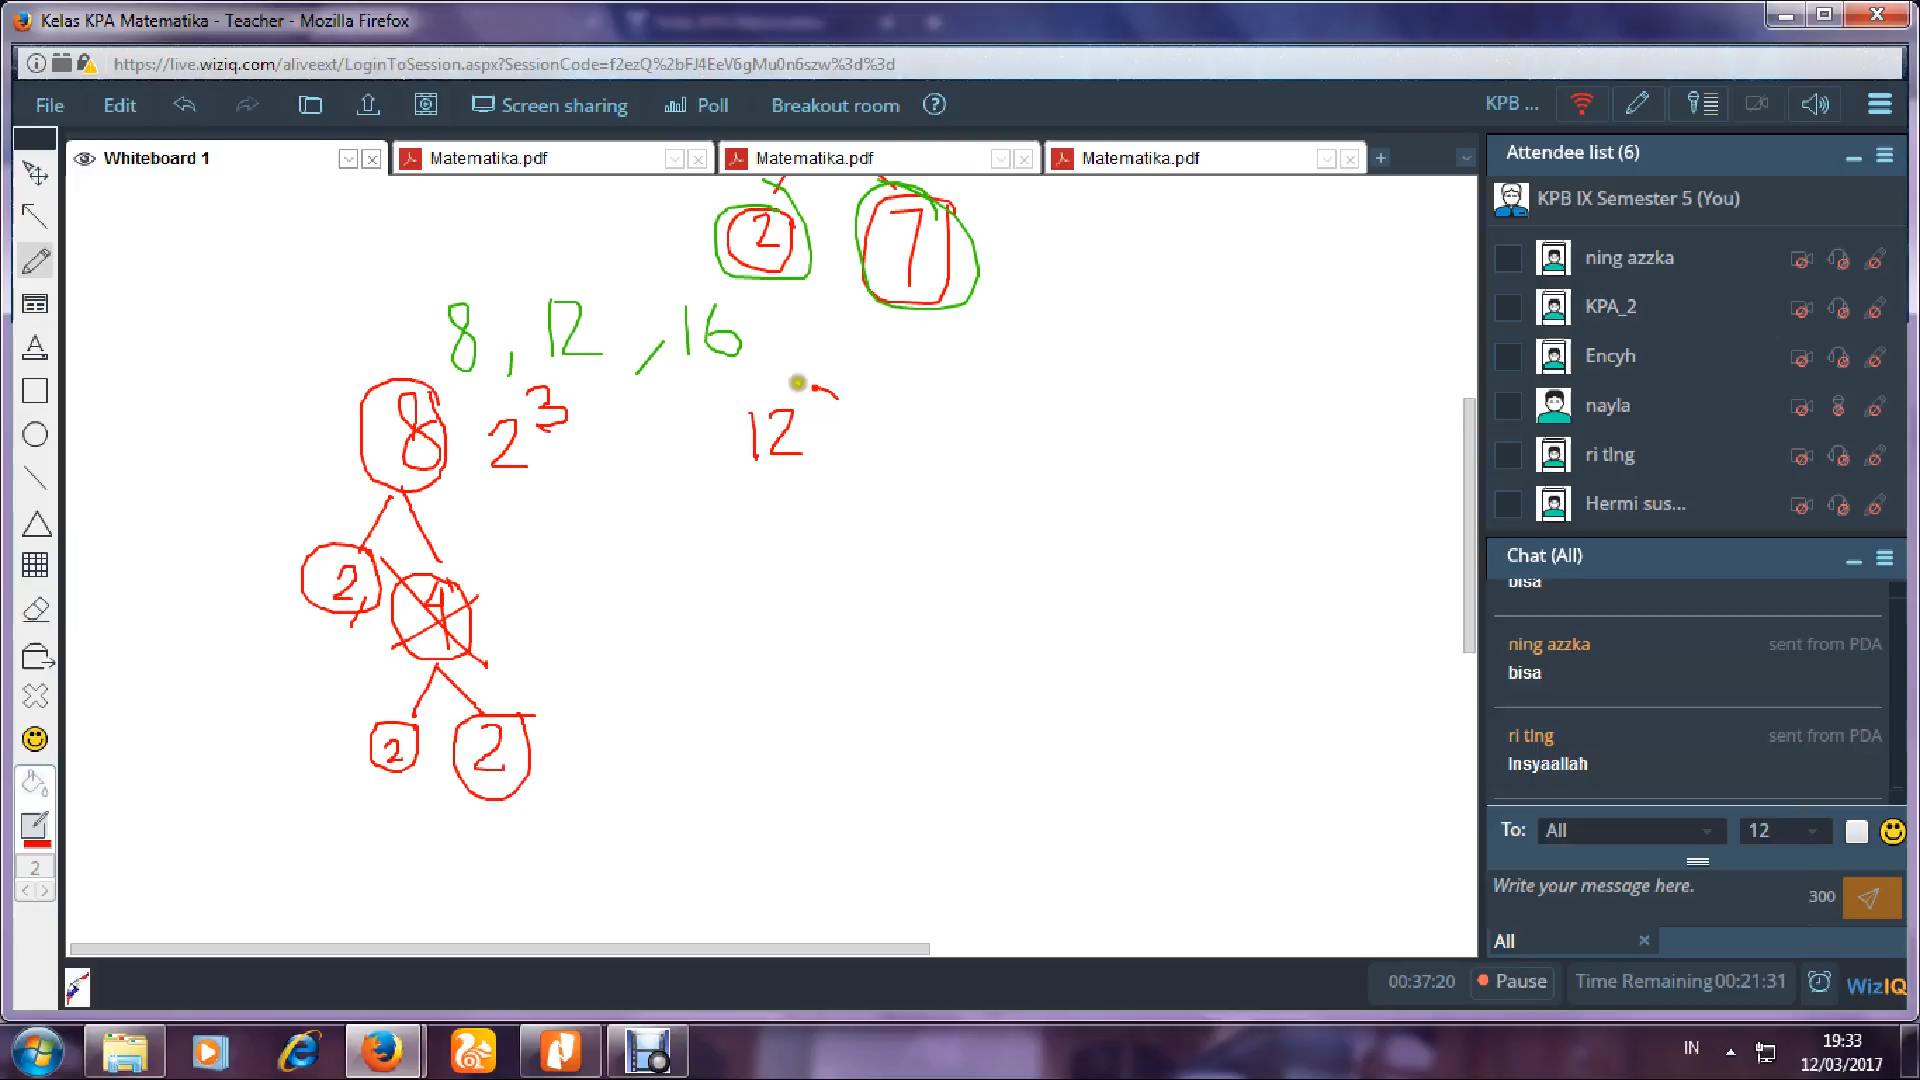 Kelas KPA Matematika - Teacher - Mozilla Firefox
https://live.wiziq.com/aliveext/LoginToSession.aspx?SessionCode=f2ezQ%2bFJ4EeV6gMu0n6szw%3d%3d
File Edit Screen sharing Poll Breakout room ? KPB ...
Whiteboard 1 Matematika.pdf Matematika.pdf Matematika.pdf
Attendee list (6)
KPB IX Semester 5 (You)
ning azzka
KPA_2
Encyh
nayla
ri tlng
Hermi sus...
2 7
8, 12, 16
8 2³ 12
2, 4
2 2
Chat (All)
bisa
ning azzka sent from PDA
bisa
ri tlng sent from PDA
Insyaallah
To: All 12
Write your message here. 300
All
2
00:37:20 Pause Time Remaining 00:21:31 WizIQ
IN
19:33
12/03/2017